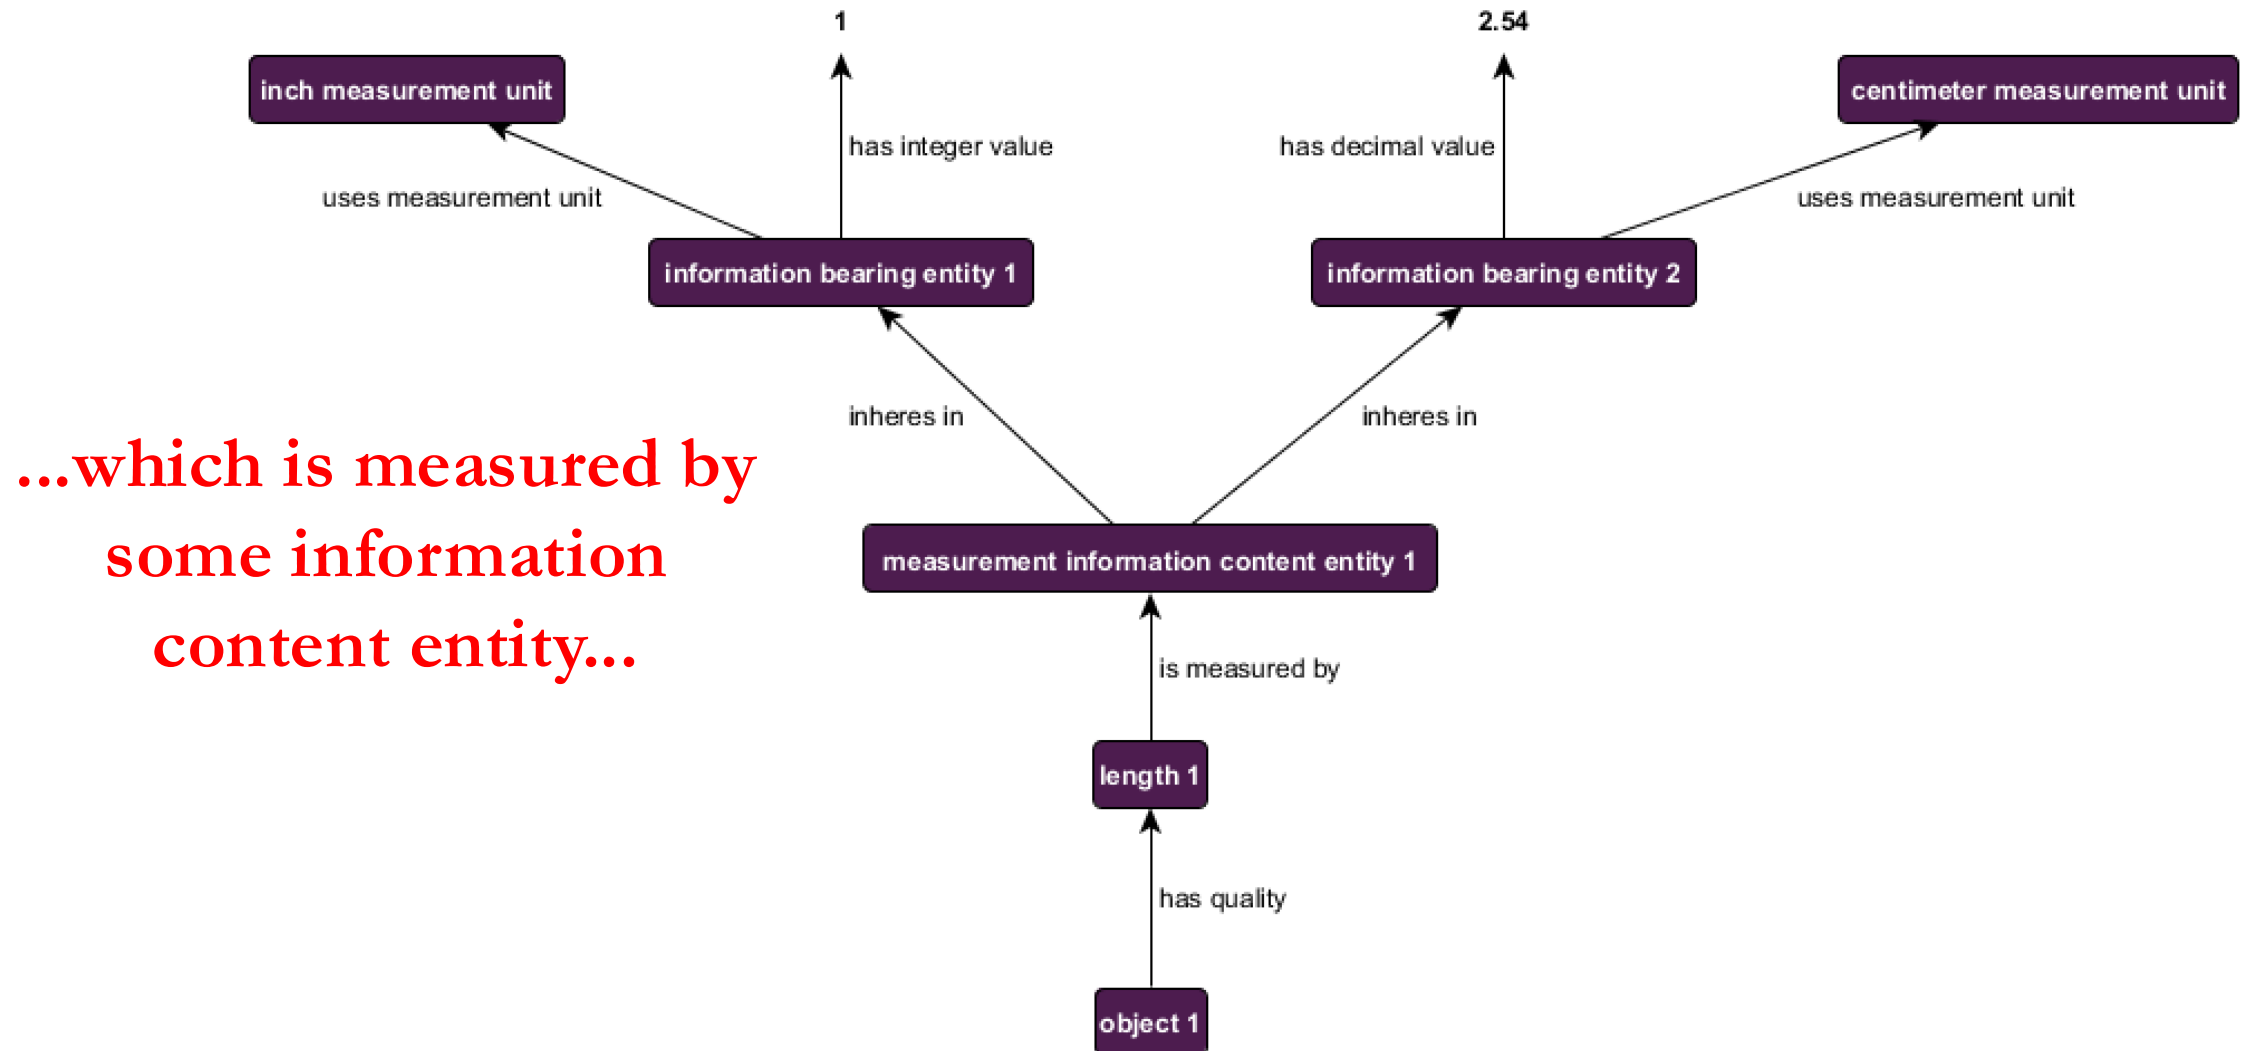 1
2.54
inch measurement unit
centimeter measurement unit
has integer value
has decimal value
uses measurement unit
uses measurement unit
information bearing entity 1
information bearing entity 2
inheres in
inheres in
...which is measured by
some information
content entity...
measurement information content entity 1
is measured by
length 1
has quality
object 1